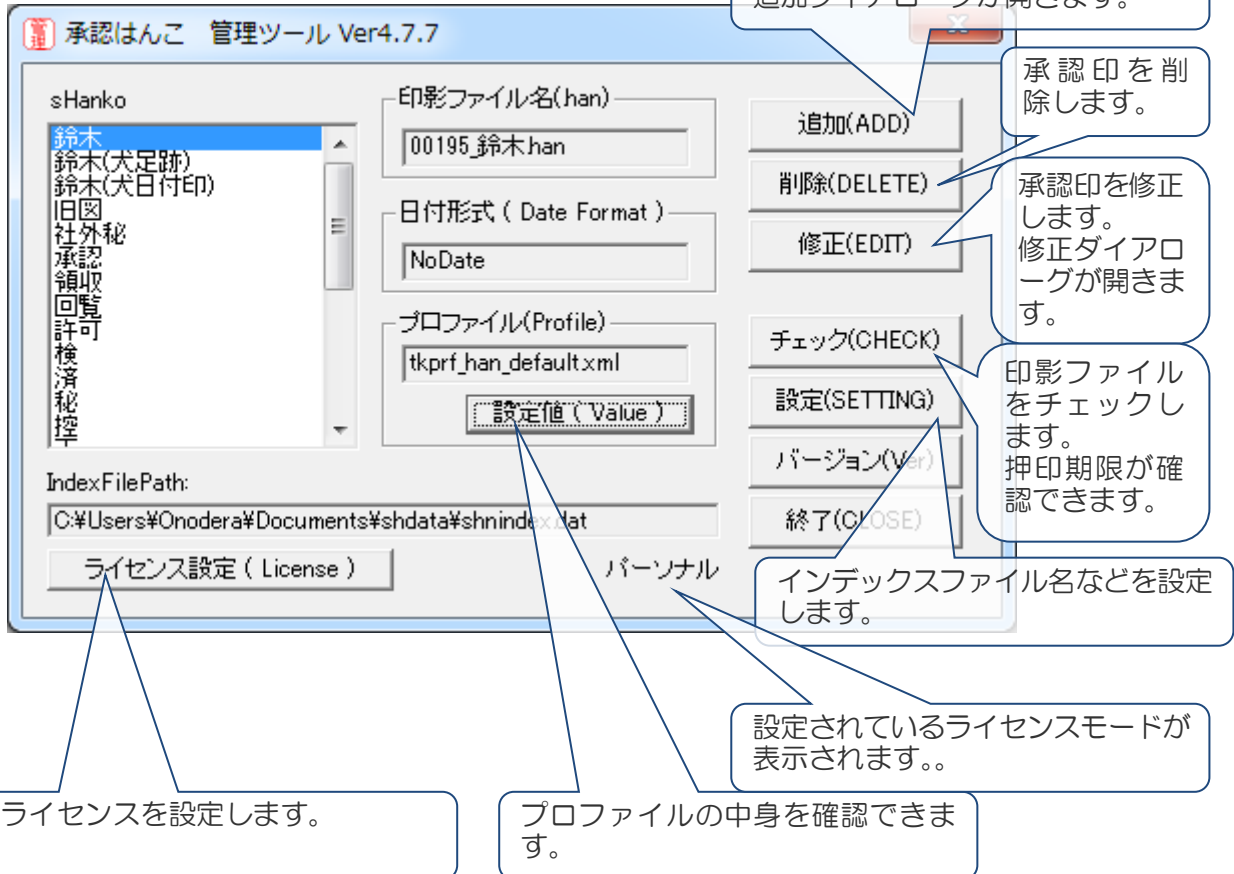 追加ダイアローグが開きます。
承認はんこ　管理ツール Ver4.7.7
承認印を削
除します。
sHanko
鈴木
鈴木(犬足跡)
鈴木(犬日付印)
旧図
社外秘
承認
領収
回覧
許可
検
済
秘
控
印影ファイル名(han)
00195_鈴木.han
日付形式 ( Date Format )
NoDate
プロファイル(Profile)
tkprf_han_default.xml
設定値 ( Value )
追加(ADD)
削除(DELETE)
修正(EDIT)
チェック(CHECK)
設定(SETTING)
バージョン(Ver)
終了(CLOSE)
承認印を修正
します。
修正ダイアロ
ーグが開きま
す。
印影ファイル
をチェックし
ます。
押印期限が確
認できます。
IndexFilePath:
C:¥Users¥Onodera¥Documents¥shdata¥shnindex.dat
ライセンス設定 ( License )
パーソナル
インデックスファイル名などを設定
します。
設定されているライセンスモードが
表示されます。。
ライセンスを設定します。
プロファイルの中身を確認できま
す。